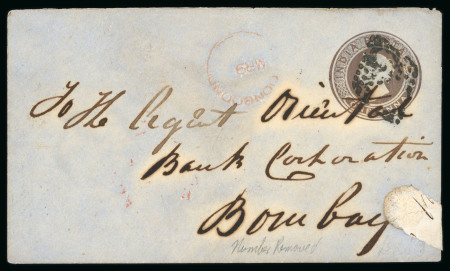 INDIA
To The Agent Oriental
Bank Corporation
Bombay
Number Removed